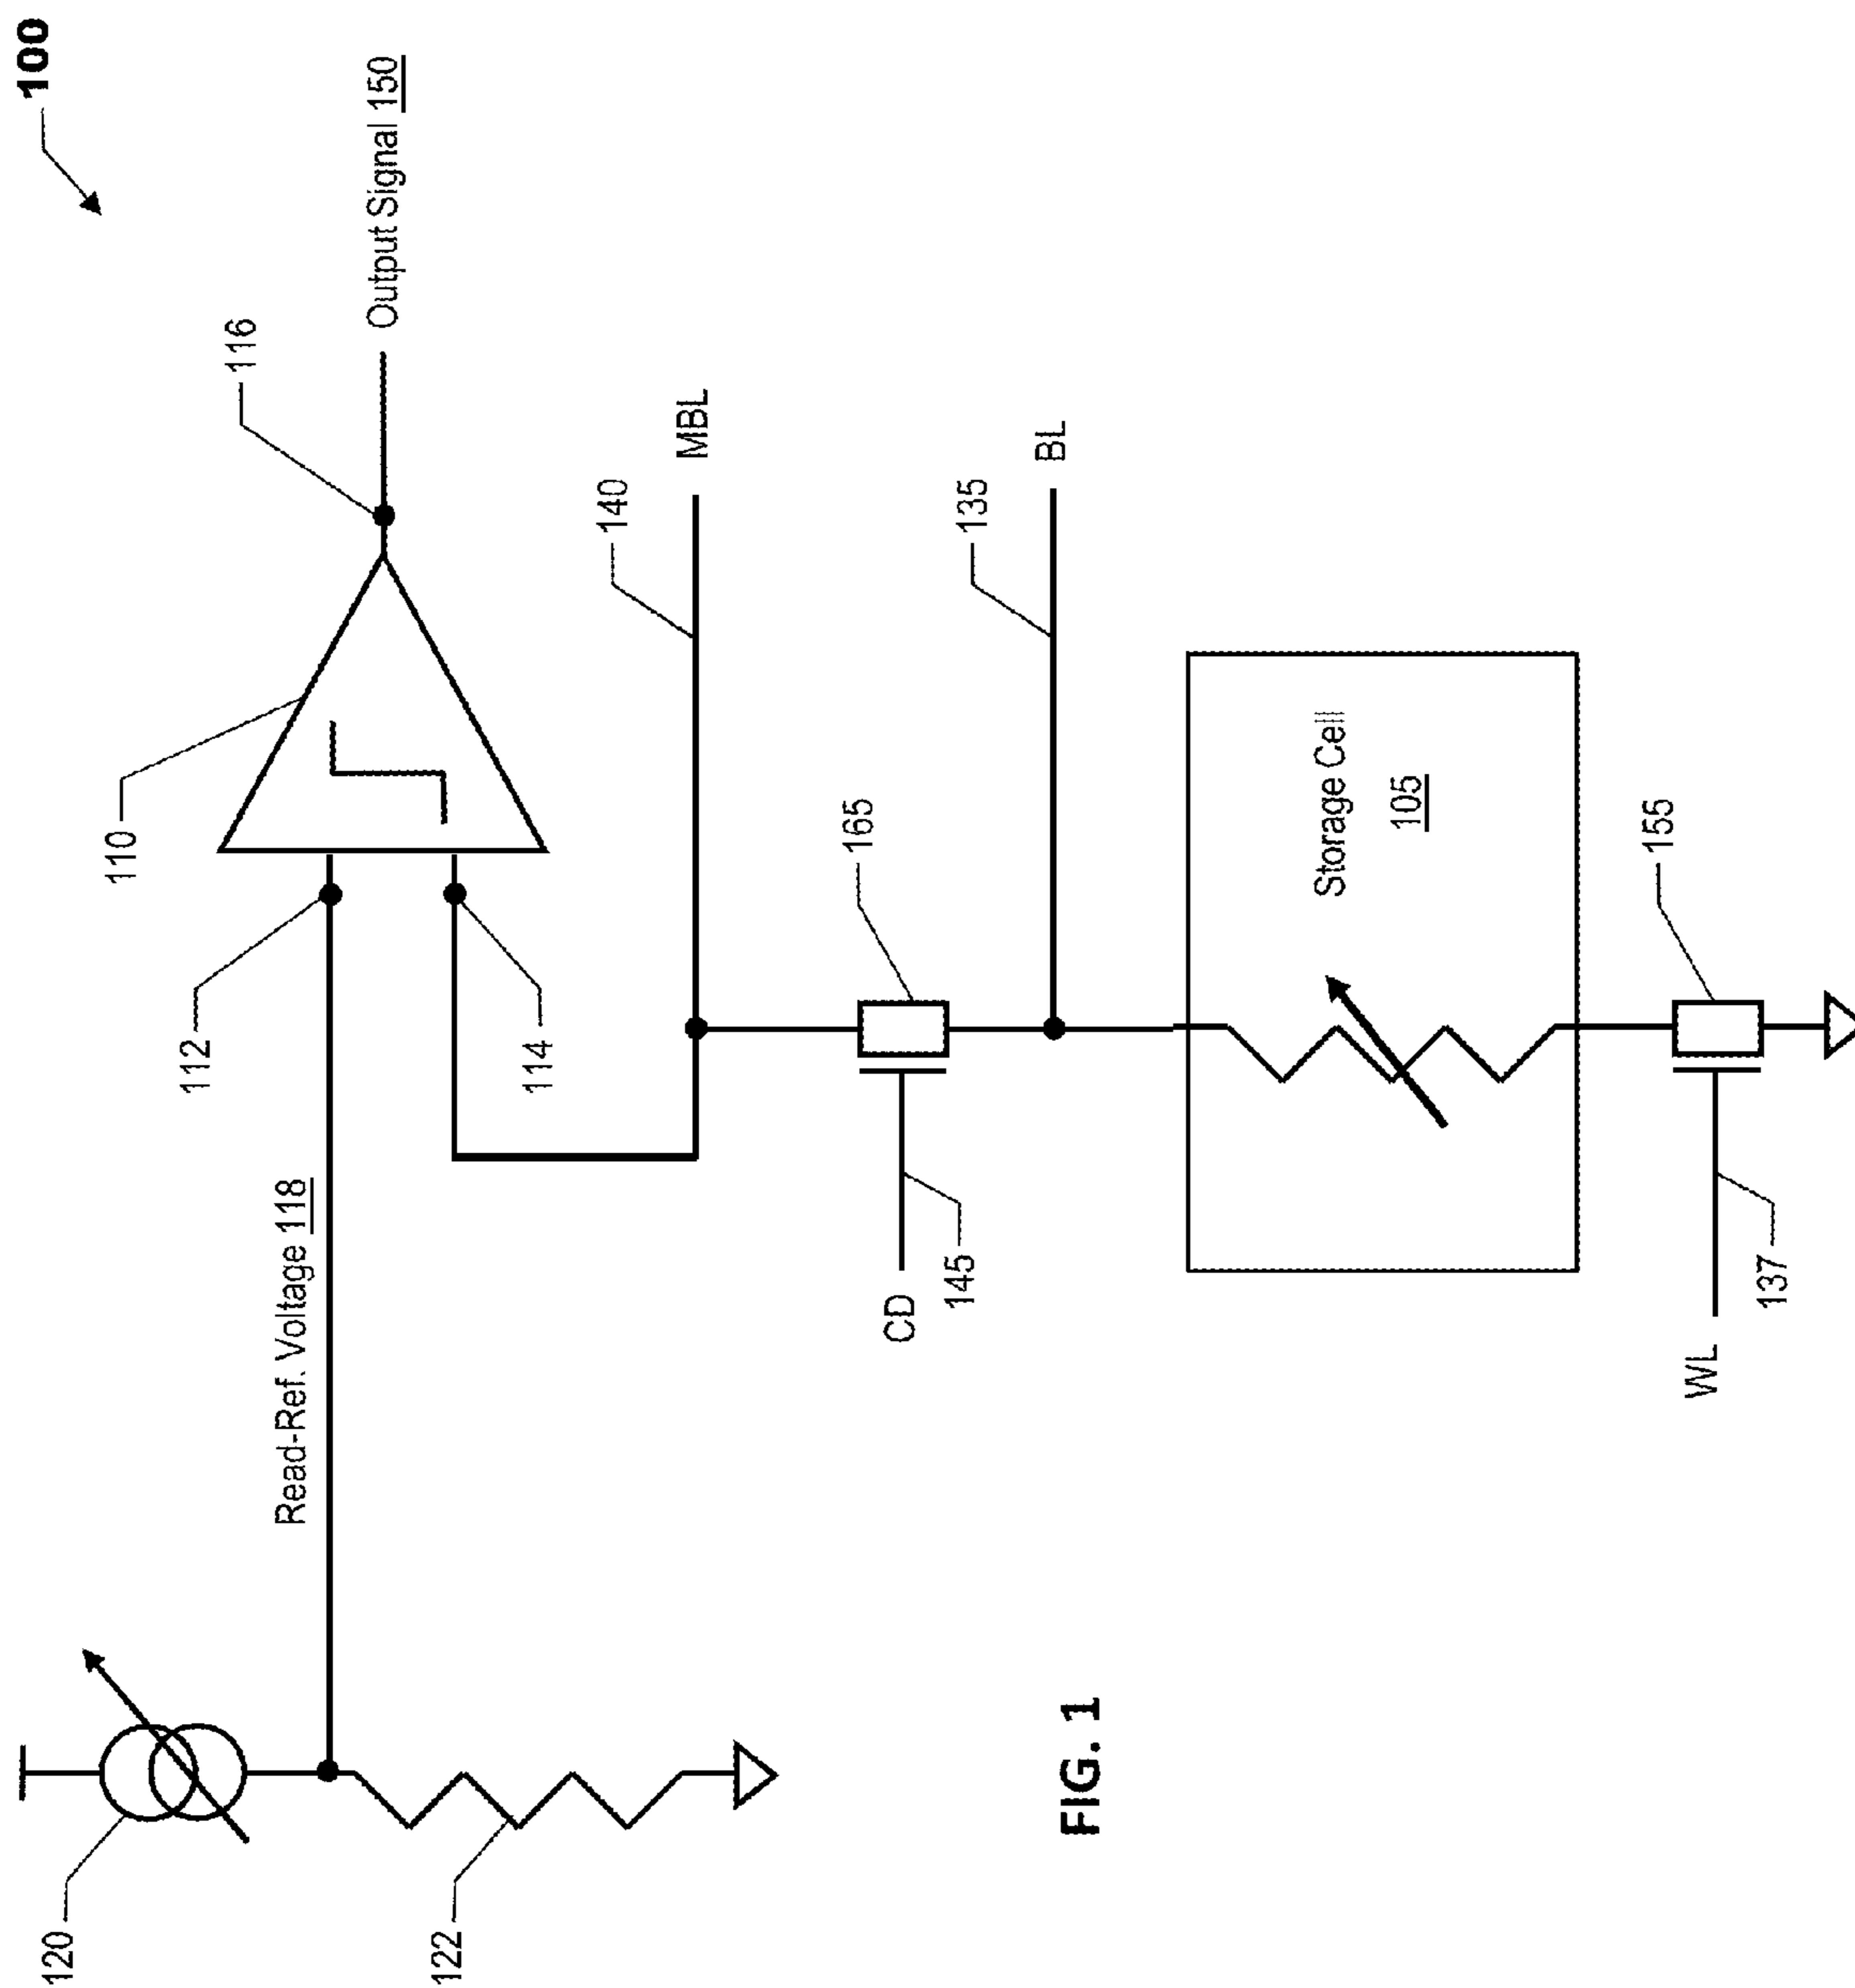 100
120
122
Read-Ref. Voltage 118
112
114
110
116
Output Signal 150
140
MBL
165
CD
145
135
BL
Storage Cell
105
155
WL
137
FIG. 1